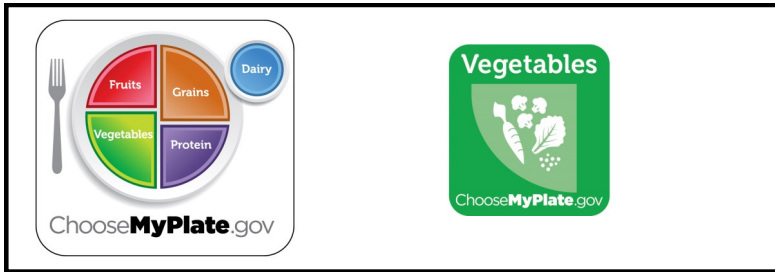 Fruits
Grains
Dairy
Vegetables
Protein
ChooseMyPlate.gov
Vegetables
ChooseMyPlate.gov